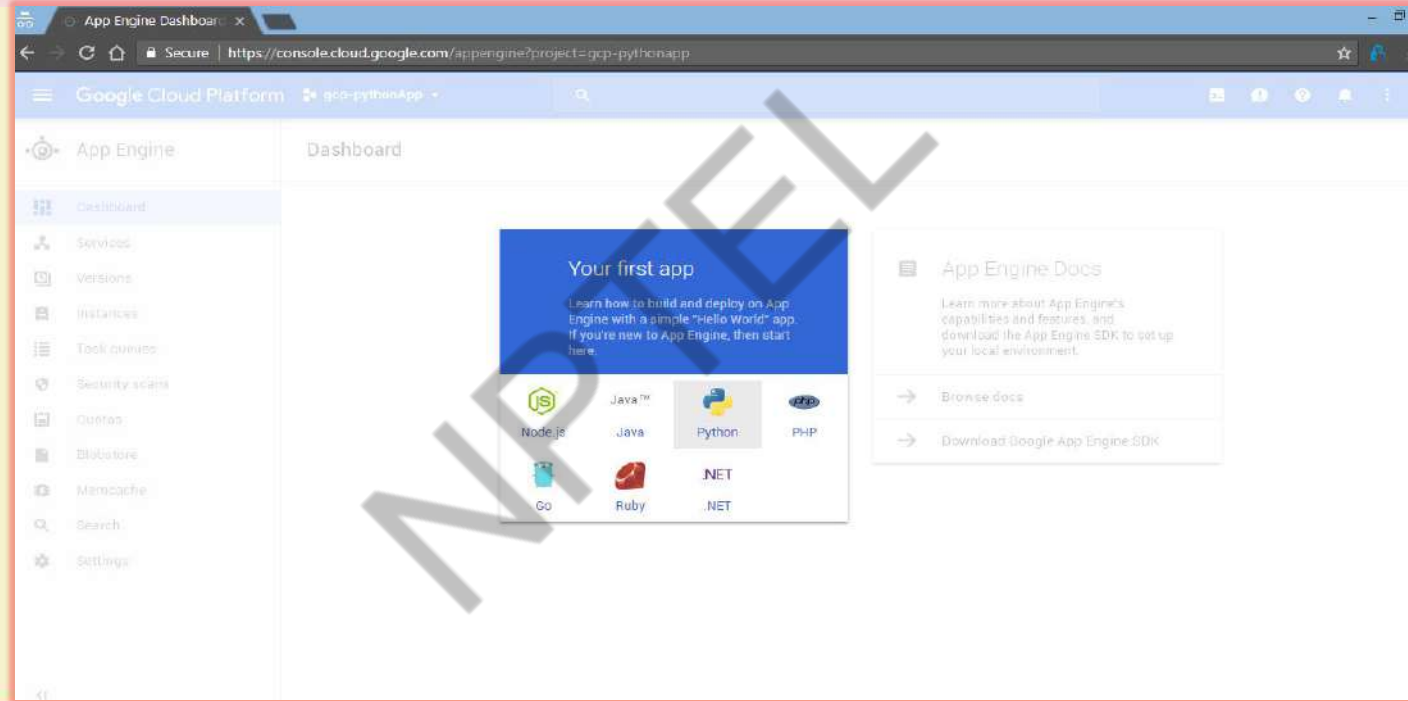 App Engine Dashboard
Secure | https://console.cloud.google.com/appengine?project=gcp-pythonapp
Google Cloud Platform gcp-pythonApp
App Engine
Dashboard
Dashboard
Services
Versions
Instances
Task queues
Security scans
Quotas
Blobstore
Memcache
Search
Settings
Your first app
Learn how to build and deploy on App
Engine with a simple "Hello World" app.
If you're new to App Engine, then start
here.
JS
Java™
php
Node.js Java Python PHP
.NET
Go Ruby .NET
App Engine Docs
Learn more about App Engine's
capabilities and features, and
download the App Engine SDK to set up
your local environment.
Browse docs
Download Google App Engine SDK
NPTEL